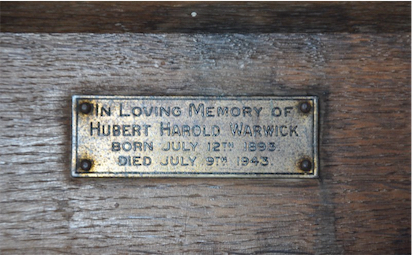 IN LOVING MEMORY OF
HUBERT HAROLD WARWICK
BORN JULY 12TH 1893.
DIED JULY 9TH 1943.